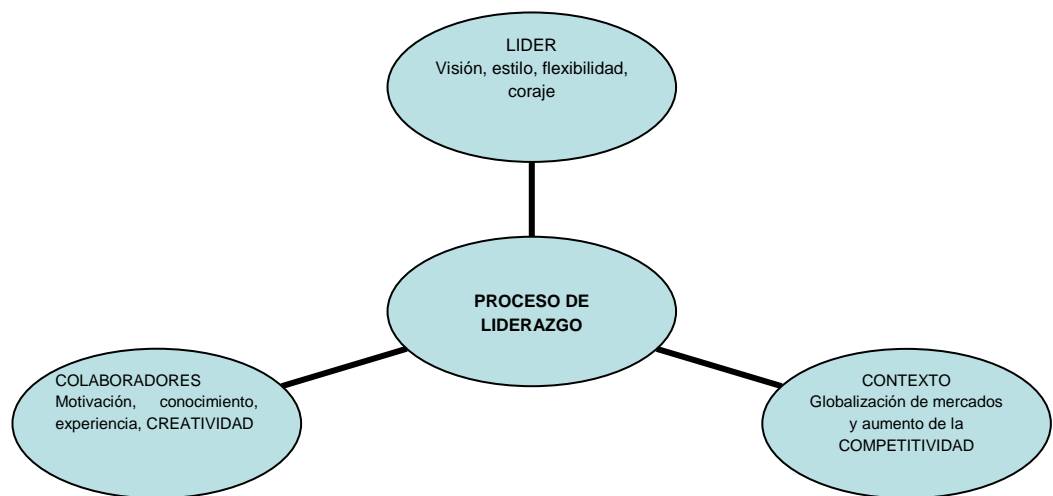 LIDER
Visión, estilo, flexibilidad,
coraje
PROCESO DE
LIDERAZGO
COLABORADORES
Motivación, conocimiento,
experiencia, CREATIVIDAD
CONTEXTO
Globalización de mercados
y aumento de la
COMPETITIVIDAD